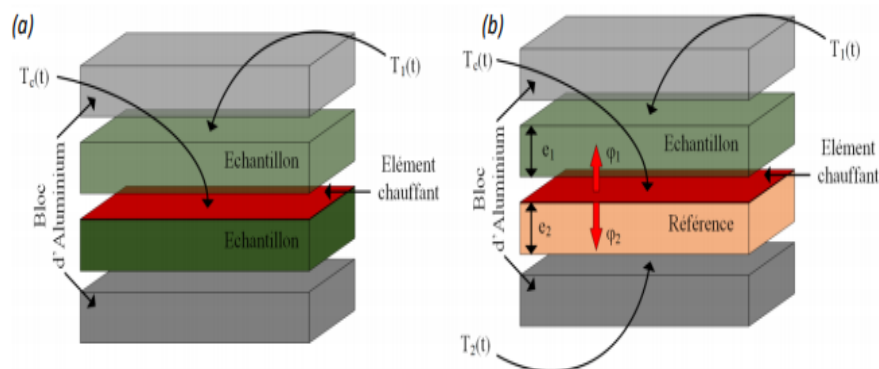 (a)
T₁(t)
Tc(t)
Echantillon
Elément
chauffant
Echantillon
Bloc
d'Aluminium
(b)
T₁(t)
Tc(t)
e₁
φ₁
Echantillon
Elément
chauffant
e₂
φ₂
Référence
Bloc
d'Aluminium
T₂(t)